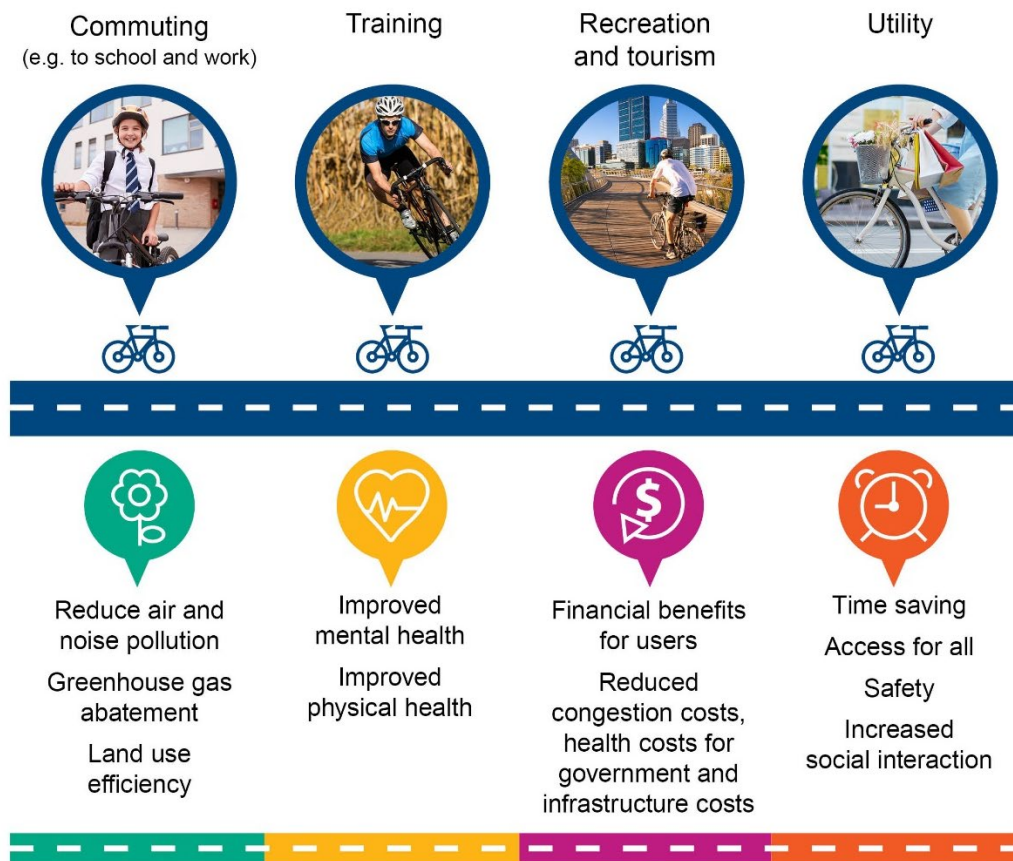 Commuting
(e.g. to school and work)
Training
Recreation
and tourism
Utility
Reduce air and
noise pollution
Greenhouse gas
abatement
Land use
efficiency
Improved
mental health
Improved
physical health
$
Financial benefits
for users
Reduced
congestion costs,
health costs for
government and
infrastructure costs
Time saving
Access for all
Safety
Increased
social interaction